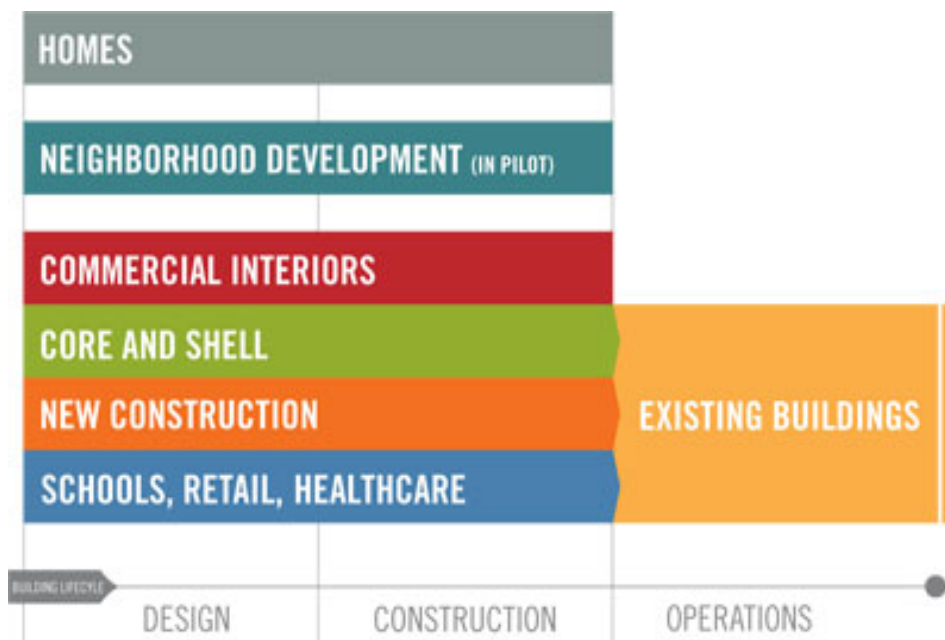 HOMES
NEIGHBORHOOD DEVELOPMENT (IN PILOT)
COMMERCIAL INTERIORS
CORE AND SHELL
NEW CONSTRUCTION
EXISTING BUILDINGS
SCHOOLS, RETAIL, HEALTHCARE
BUILDING LIFECYLE
DESIGN
CONSTRUCTION
OPERATIONS